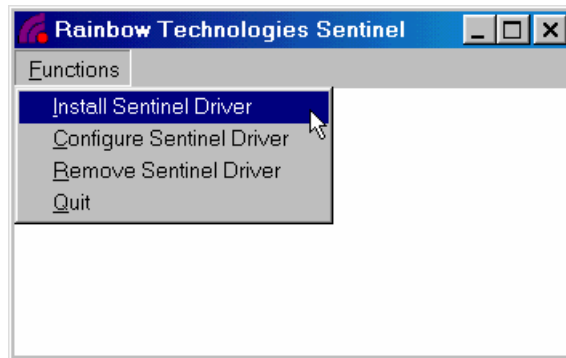 Rainbow Technologies Sentinel
Functions
Install Sentinel Driver
Configure Sentinel Driver
Remove Sentinel Driver
Quit